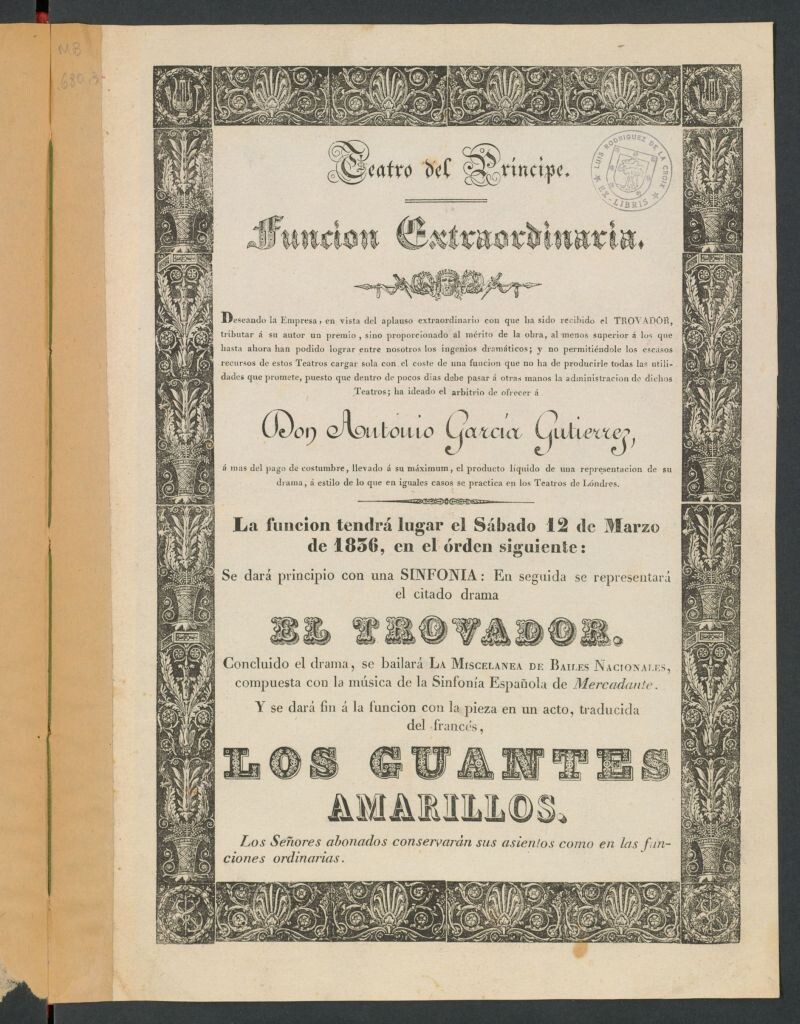 MB
680,3
Teatro del Príncipe.
LUIS RODRIGUEZ DE LA CROIX
EX-LIBRIS
Funcion Extraordinaria.
Deseando la Empresa, en vista del aplauso extraordinario con que ha sido recibido el TROVADOR,
tributar á su autor un premio, sino proporcionado al mérito de la obra, al menos superior á los que
hasta ahora han podido lograr entre nosotros los ingenios dramáticos; y no permitiéndole los escasos
recursos de estos Teatros cargar sola con el coste de una funcion que no ha de producirle todas las utili-
dades que promete, puesto que dentro de pocos dias debe pasar á otras manos la administracion de dichos
Teatros; ha ideado el arbitrio de ofrecer á
Don Antonio García Gutierrez,
á mas del pago de costumbre, llevado á su máximum, el producto líquido de una representacion de su
drama, á estilo de lo que en iguales casos se practica en los Teatros de Lóndres.
La funcion tendrá lugar el Sábado 12 de Marzo
de 1836, en el órden siguiente:
Se dará principio con una SINFONIA: En seguida se representará
el citado drama
EL TROVADOR.
Concluido el drama, se bailará LA MISCELANEA DE BAILES NACIONALES,
compuesta con la música de la Sinfonía Española de Mercadante.
Y se dará fin á la funcion con la pieza en un acto, traducida
del francés,
LOS GUANTES
AMARILLOS.
Los Señores abonados conservarán sus asientos como en las fun-
ciones ordinarias.